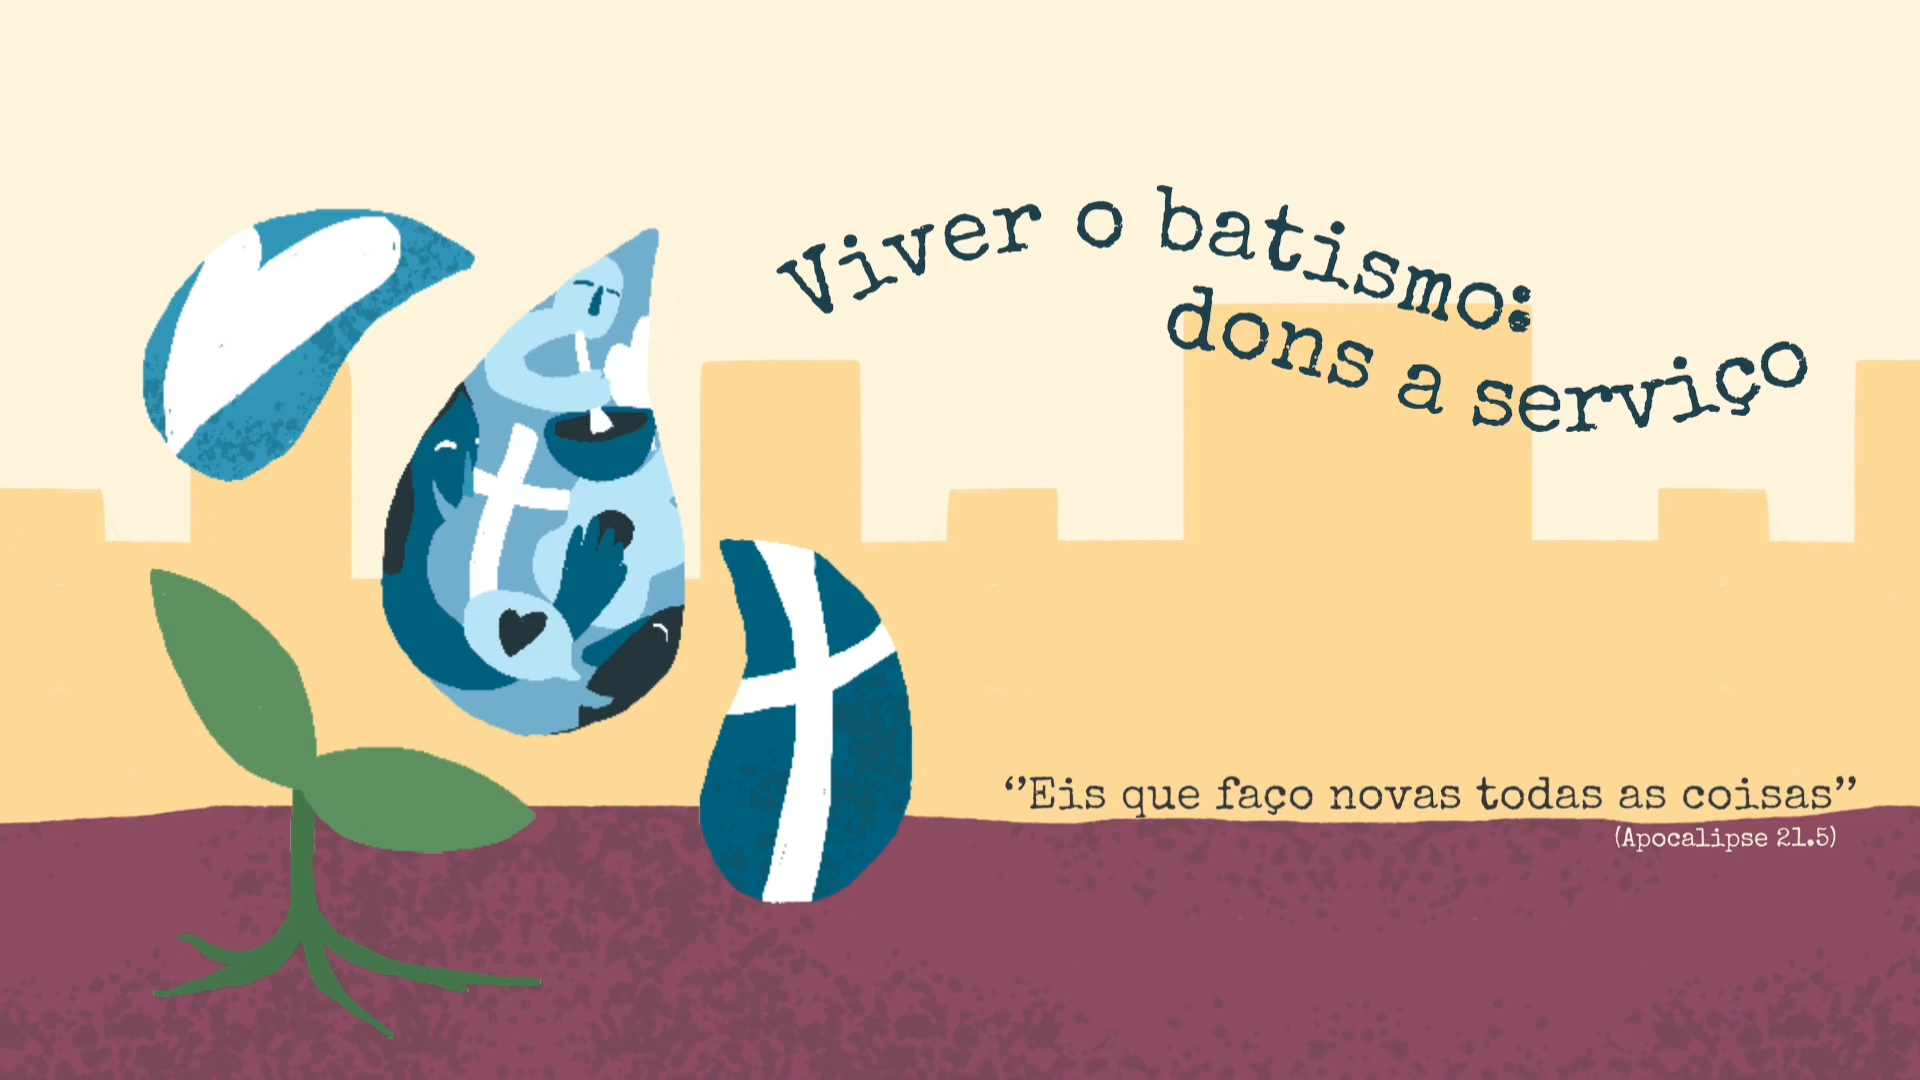 Viver o batismo:
dons a serviço
‘’Eis que faço novas todas as coisas’’
(Apocalipse 21.5)